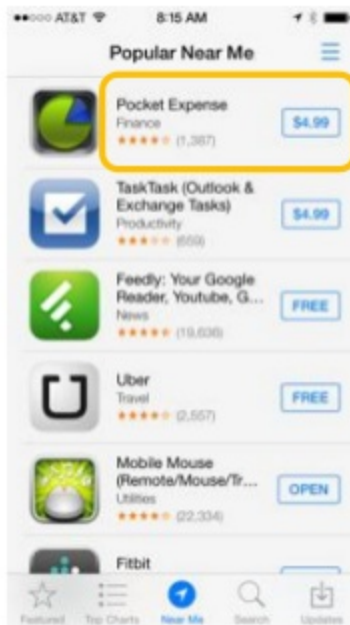 AT&T 8:15 AM
Popular Near Me
Pocket Expense
Finance
(1,387)
$4.99
TaskTask (Outlook &
Exchange Tasks)
Productivity
(659)
$4.99
Feedly: Your Google
Reader, Youtube, G...
News
(19,636)
FREE
Uber
Travel
(2,557)
FREE
Mobile Mouse
(Remote/Mouse/Tr...
Utilities
(22,334)
OPEN
Fitbit
Featured Top Charts Near Me Search Updates